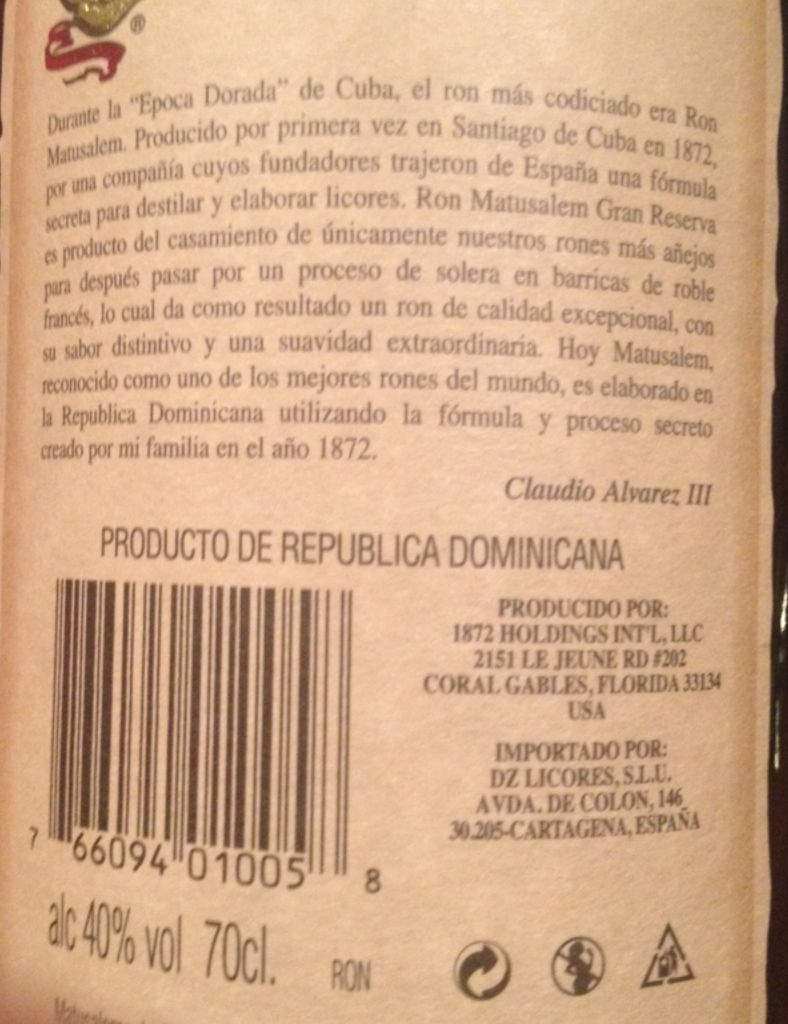 ®
Durante la "Epoca Dorada" de Cuba, el ron más codiciado era Ron
Matusalem. Producido por primera vez en Santiago de Cuba en 1872,
por una compañía cuyos fundadores trajeron de España una fórmula
secreta para destilar y elaborar licores. Ron Matusalem Gran Reserva
es producto del casamiento de únicamente nuestros rones más añejos
para después pasar por un proceso de solera en barricas de roble
francés, lo cual da como resultado un ron de calidad excepcional, con
su sabor distintivo y una suavidad extraordinaria. Hoy Matusalem,
reconocido como uno de los mejores rones del mundo, es elaborado en
la Republica Dominicana utilizando la fórmula y proceso secreto
creado por mi familia en el año 1872.
Claudio Alvarez III
PRODUCTO DE REPUBLICA DOMINICANA
PRODUCIDO POR:
1872 HOLDINGS INT'L, LLC
2151 LE JEUNE RD #202
CORAL GABLES, FLORIDA 33134
USA
IMPORTADO POR:
DZ LICORES, S.L.U.
AVDA. DE COLON, 146
30.205-CARTAGENA, ESPAÑA
7 66094 01005 8
alc 40% vol 70cl. RON